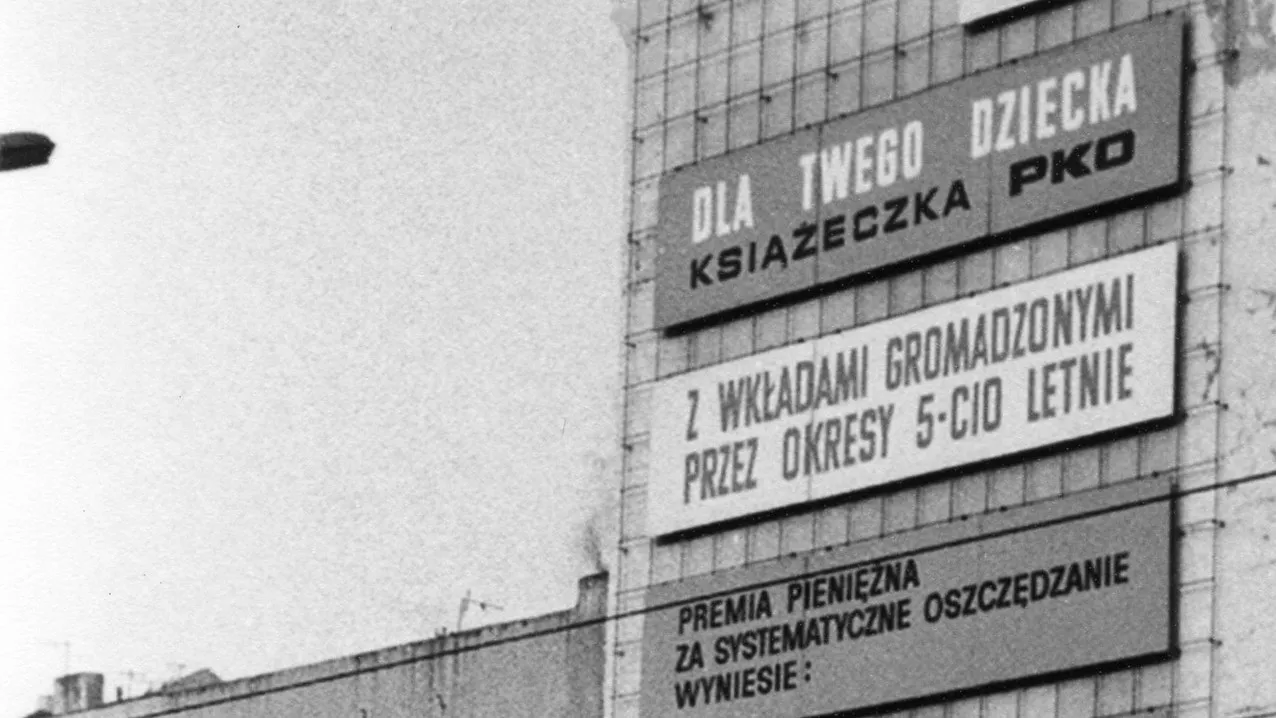 DLA TWEGO DZIECKA
KSIĄŻECZKA PKO
Z WKŁADAMI GROMADZONYMI
PRZEZ OKRESY 5-CIO LETNIE
PREMIA PIENIĘŻNA
ZA SYSTEMATYCZNE OSZCZĘDZANIE
WYNIESIE: